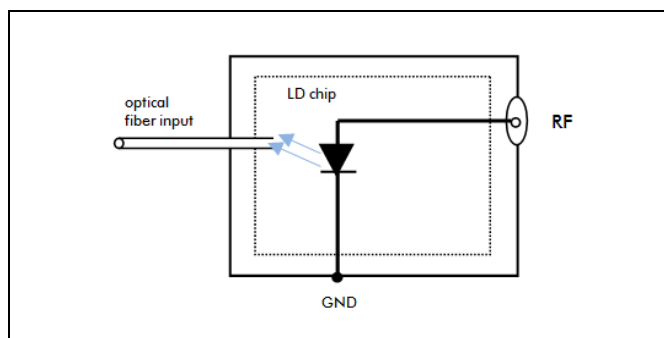 LD chip
optical
fiber input
RF
GND